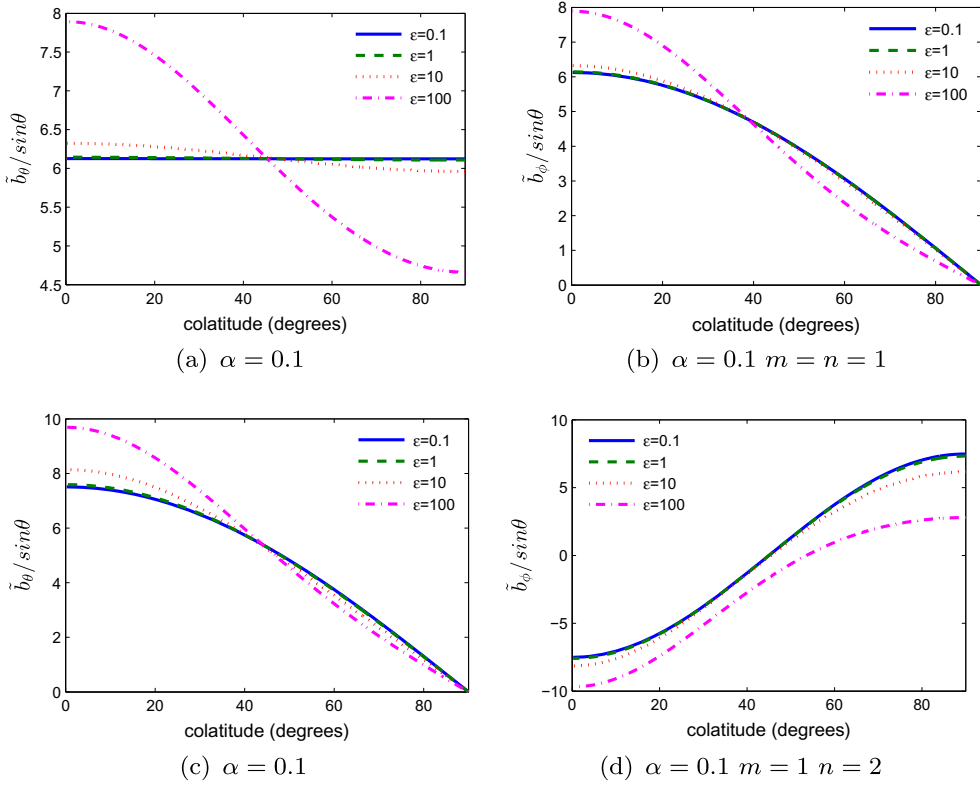 8
7.5
7
6.5
6
5.5
5
4.5
0 20 40 60 80
b̃_θ/sinθ
colatitude (degrees)
ε=0.1
ε=1
ε=10
ε=100
(a) α = 0.1
8
7
6
5
4
3
2
1
0
0 20 40 60 80
b̃_ϕ/sinθ
colatitude (degrees)
ε=0.1
ε=1
ε=10
ε=100
(b) α = 0.1 m = n = 1
10
8
6
4
2
0
0 20 40 60 80
b̃_θ/sinθ
colatitude (degrees)
ε=0.1
ε=1
ε=10
ε=100
(c) α = 0.1
10
5
0
−5
−10
0 20 40 60 80
b̃_ϕ/sinθ
colatitude (degrees)
ε=0.1
ε=1
ε=10
ε=100
(d) α = 0.1 m = 1 n = 2